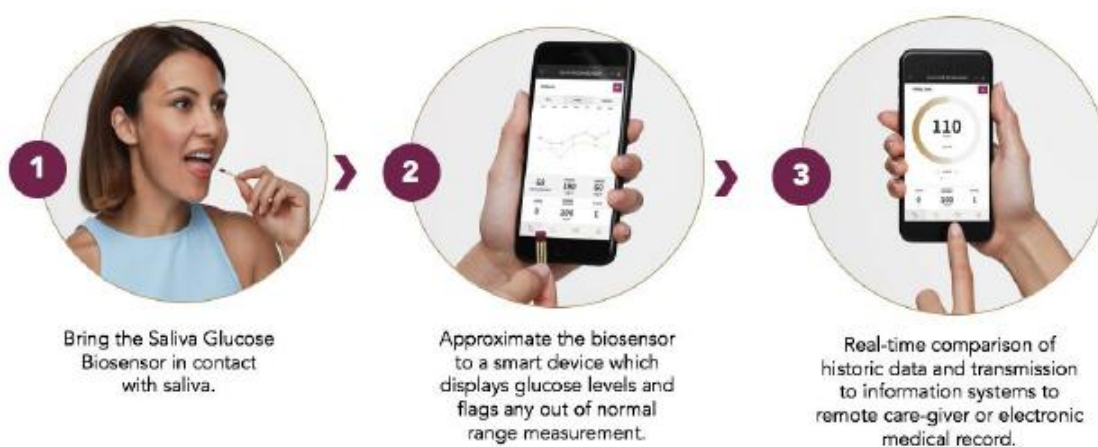 1
Bring the Saliva Glucose
Biosensor in contact
with saliva.
2
Approximate the biosensor
to a smart device which
displays glucose levels and
flags any out of normal
range measurement.
3
110
Real-time comparison of
historic data and transmission
to information systems to
remote care-giver or electronic
medical record.